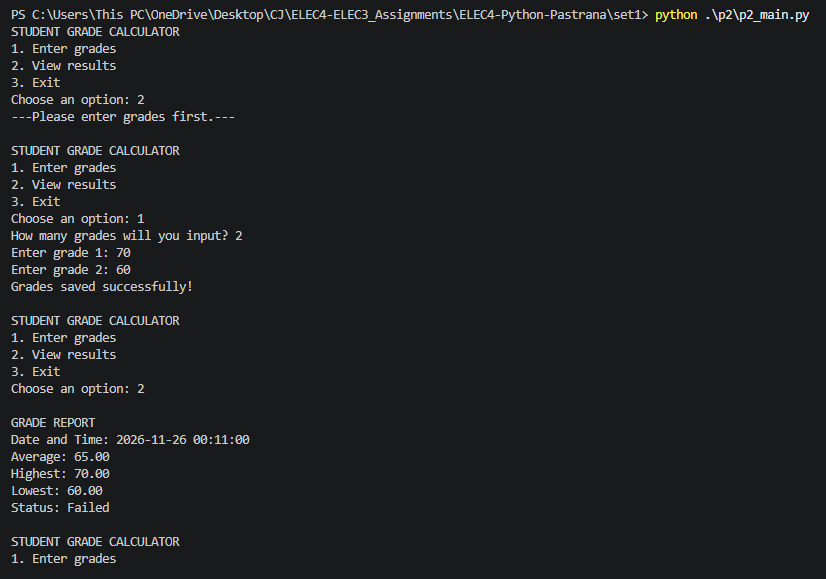 PS C:\Users\This PC\OneDrive\Desktop\CJ\ELEC4-ELEC3_Assignments\ELEC4-Python-Pastrana\set1> python .\p2\p2_main.py
STUDENT GRADE CALCULATOR
1. Enter grades
2. View results
3. Exit
Choose an option: 2
---Please enter grades first.---

STUDENT GRADE CALCULATOR
1. Enter grades
2. View results
3. Exit
Choose an option: 1
How many grades will you input? 2
Enter grade 1: 70
Enter grade 2: 60
Grades saved successfully!

STUDENT GRADE CALCULATOR
1. Enter grades
2. View results
3. Exit
Choose an option: 2

GRADE REPORT
Date and Time: 2026-11-26 00:11:00
Average: 65.00
Highest: 70.00
Lowest: 60.00
Status: Failed

STUDENT GRADE CALCULATOR
1. Enter grades